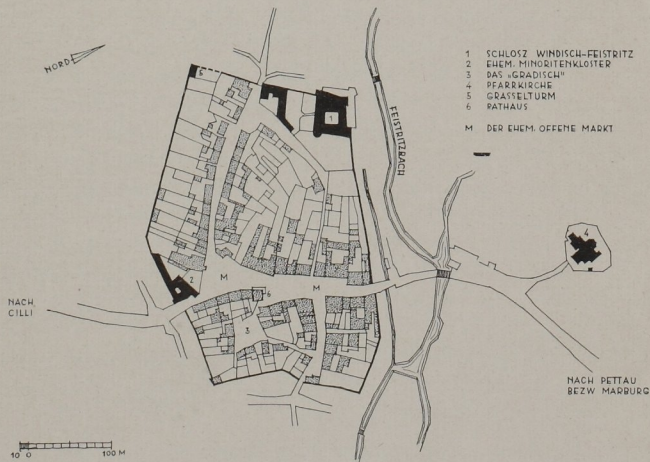 NORD
1 SCHLOSZ WINDISCH-FEISTRITZ
2 EHEM. MINORITENKLOSTER
3 DAS „GRADISCH"
4 PFARRKIRCHE
5 GRASSELTURM
6 RATHAUS
M DER EHEM. OFFENE MARKT
5
1
FEISTRITZBACH
4
2
M
M
6
3
NACH
CILLI
NACH PETTAU
BEZW MARBURG
10 0 100 M